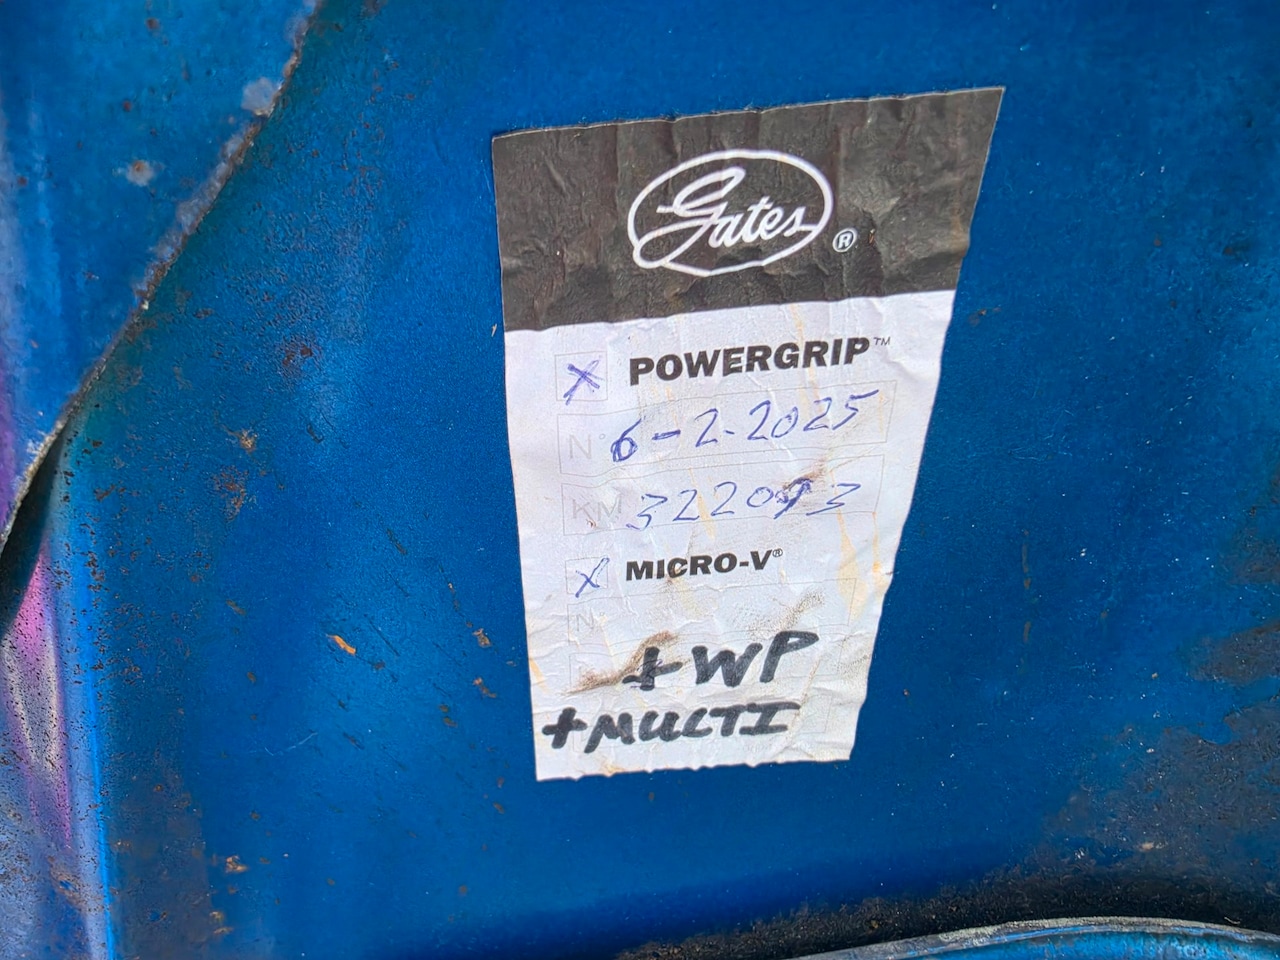 Gates®
X POWERGRIP™
N° 6-2-2025
KM 322093
X MICRO-V®
N°
+WP
+MULTI